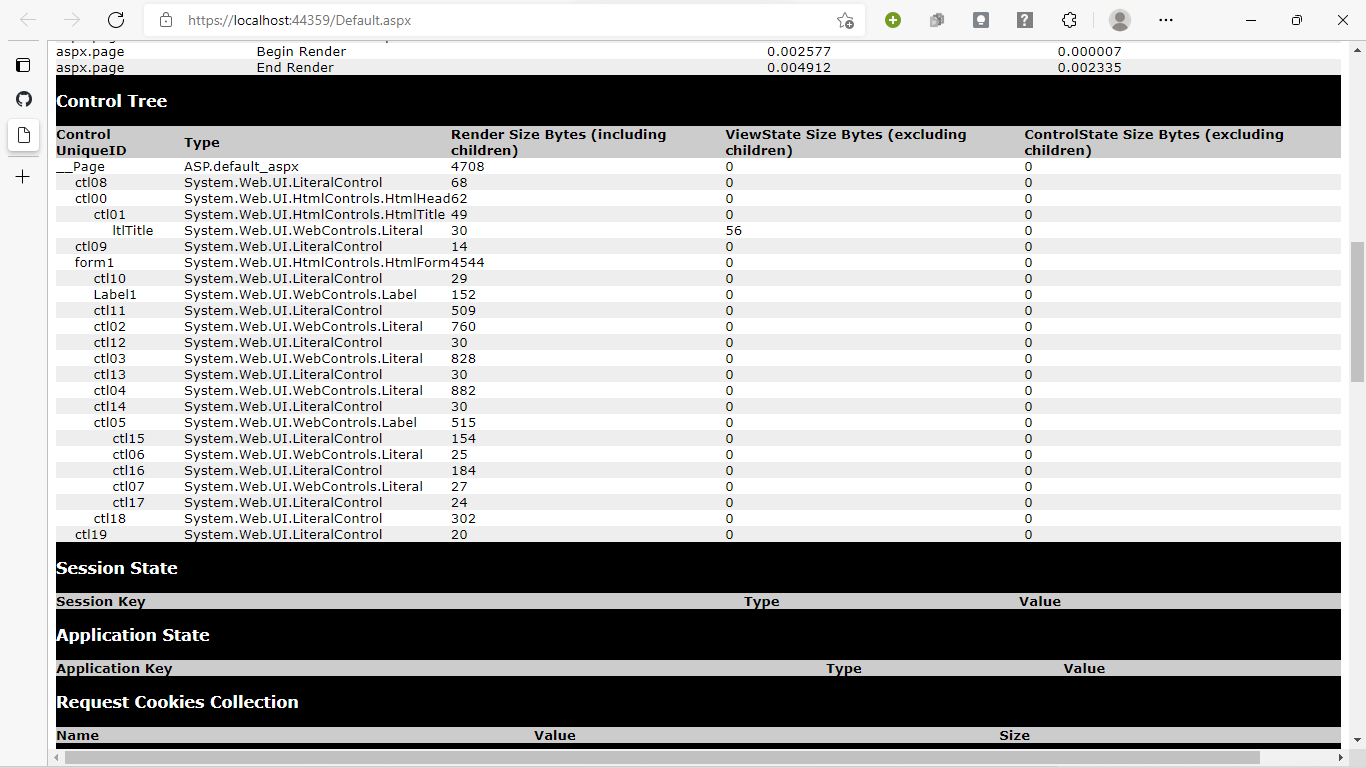 https://localhost:44359/Default.aspx
aspx.page Begin Render 0.002577 0.000007
aspx.page End Render 0.004912 0.002335
Control Tree
Control UniqueID Type Render Size Bytes (including children) ViewState Size Bytes (excluding children) ControlState Size Bytes (excluding children)
__Page ASP.default_aspx 4708 0 0
ctl08 System.Web.UI.LiteralControl 68 0 0
ctl00 System.Web.UI.HtmlControls.HtmlHead 62 0 0
ctl01 System.Web.UI.HtmlControls.HtmlTitle 49 0 0
ltlTitle System.Web.UI.WebControls.Literal 30 56 0
ctl09 System.Web.UI.LiteralControl 14 0 0
form1 System.Web.UI.HtmlControls.HtmlForm 4544 0 0
ctl10 System.Web.UI.LiteralControl 29 0 0
Label1 System.Web.UI.WebControls.Label 152 0 0
ctl11 System.Web.UI.LiteralControl 509 0 0
ctl02 System.Web.UI.WebControls.Literal 760 0 0
ctl12 System.Web.UI.LiteralControl 30 0 0
ctl03 System.Web.UI.WebControls.Literal 828 0 0
ctl13 System.Web.UI.LiteralControl 30 0 0
ctl04 System.Web.UI.WebControls.Literal 882 0 0
ctl14 System.Web.UI.LiteralControl 30 0 0
ctl05 System.Web.UI.WebControls.Label 515 0 0
ctl15 System.Web.UI.LiteralControl 154 0 0
ctl06 System.Web.UI.WebControls.Literal 25 0 0
ctl16 System.Web.UI.LiteralControl 184 0 0
ctl07 System.Web.UI.WebControls.Literal 27 0 0
ctl17 System.Web.UI.LiteralControl 24 0 0
ctl18 System.Web.UI.LiteralControl 302 0 0
ctl19 System.Web.UI.LiteralControl 20 0 0
Session State
Session Key Type Value
Application State
Application Key Type Value
Request Cookies Collection
Name Value Size